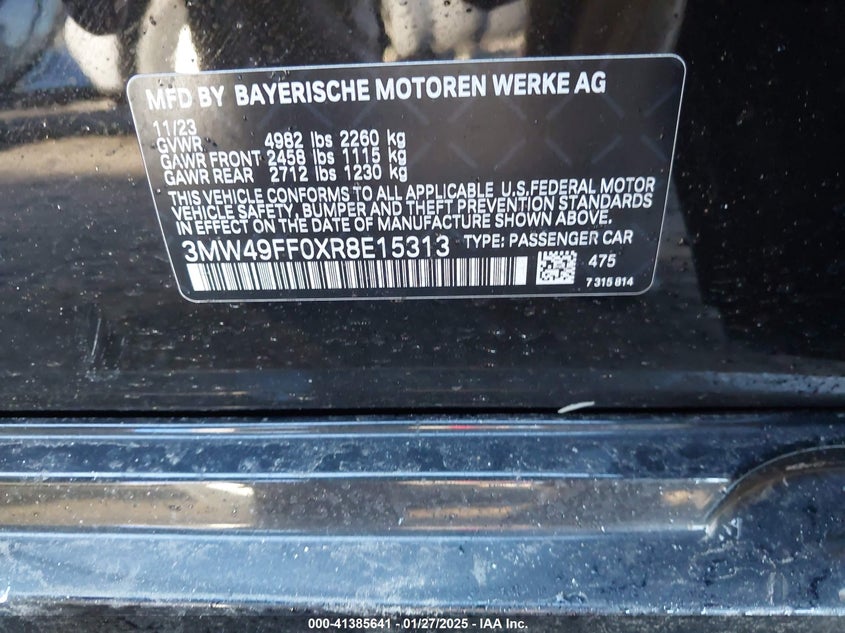 MFD BY BAYERISCHE MOTOREN WERKE AG
11/23
GVWR 4982 lbs 2260 kg
GAWR FRONT 2458 lbs 1115 kg
GAWR REAR 2712 lbs 1230 kg
THIS VEHICLE CONFORMS TO ALL APPLICABLE U.S.FEDERAL MOTOR
VEHICLE SAFETY, BUMPER AND THEFT PREVENTION STANDARDS
IN EFFECT ON THE DATE OF MANUFACTURE SHOWN ABOVE.
3MW49FF0XR8E15313 TYPE: PASSENGER CAR
475
7 315 814
000-41385641 - 01/27/2025 - IAA Inc.